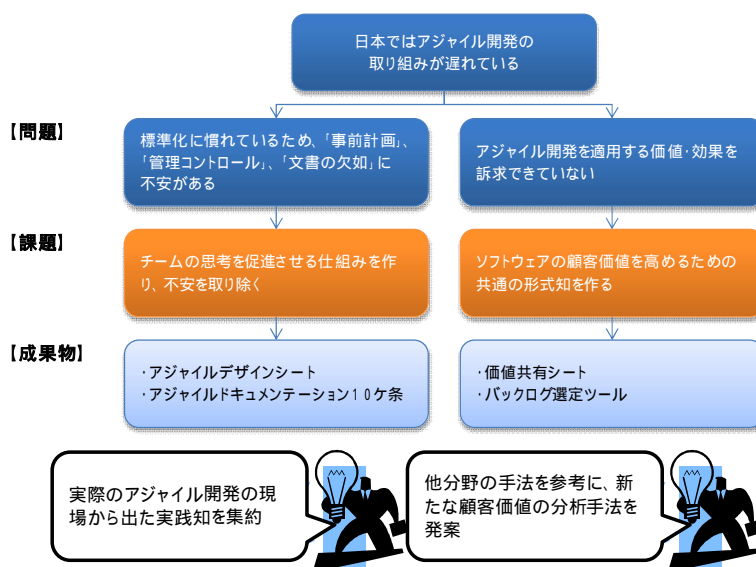 日本ではアジャイル開発の
取り組みが遅れている
【問題】
標準化に慣れているため、「事前計画」、
「管理コントロール」、「文書の欠如」に
不安がある
アジャイル開発を適用する価値・効果を
訴求できていない
【課題】
チームの思考を促進させる仕組みを作
り、不安を取り除く
ソフトウェアの顧客価値を高めるための
共通の形式知を作る
【成果物】
・アジャイルデザインシート
・アジャイルドキュメンテーション１０ケ条
・価値共有シート
・バックログ選定ツール
実際のアジャイル開発の現
場から出た実践知を集約
他分野の手法を参考に、新
たな顧客価値の分析手法を
発案